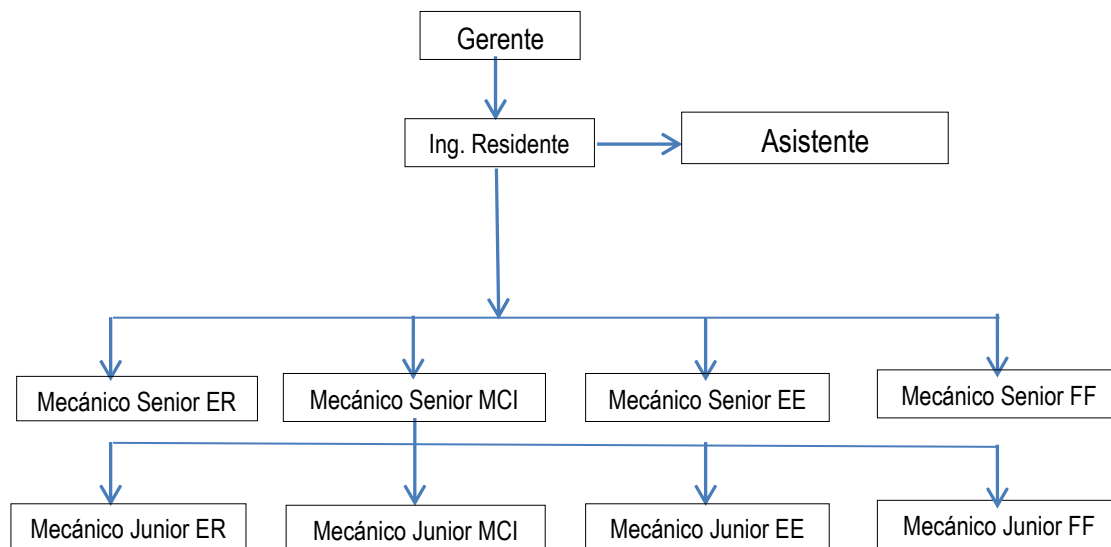 Gerente
Ing. Residente
Asistente
Mecánico Senior ER
Mecánico Senior MCI
Mecánico Senior EE
Mecánico Senior FF
Mecánico Junior ER
Mecánico Junior MCI
Mecánico Junior EE
Mecánico Junior FF